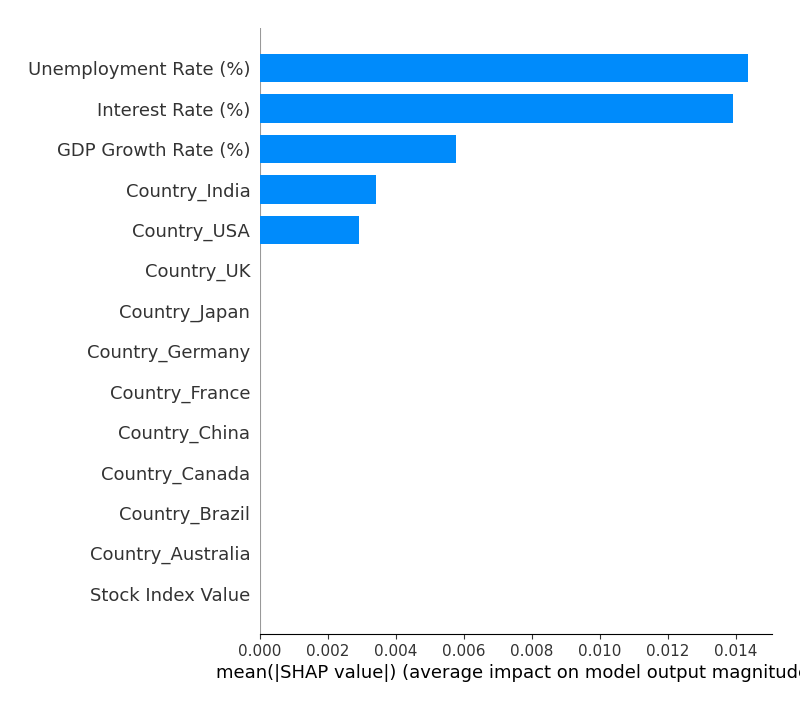 Unemployment Rate (%)
Interest Rate (%)
GDP Growth Rate (%)
Country_India
Country_USA
Country_UK
Country_Japan
Country_Germany
Country_France
Country_China
Country_Canada
Country_Brazil
Country_Australia
Stock Index Value
0.000 0.002 0.004 0.006 0.008 0.010 0.012 0.014
mean(|SHAP value|) (average impact on model output magnitud